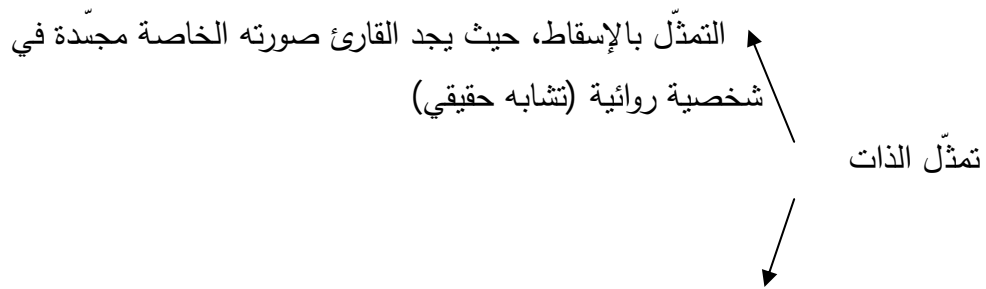 التمثّل بالإسقاط، حيث يجد القارئ صورته الخاصة مجسّدة في
شخصية روائية (تشابه حقيقي)
تمثّل الذات